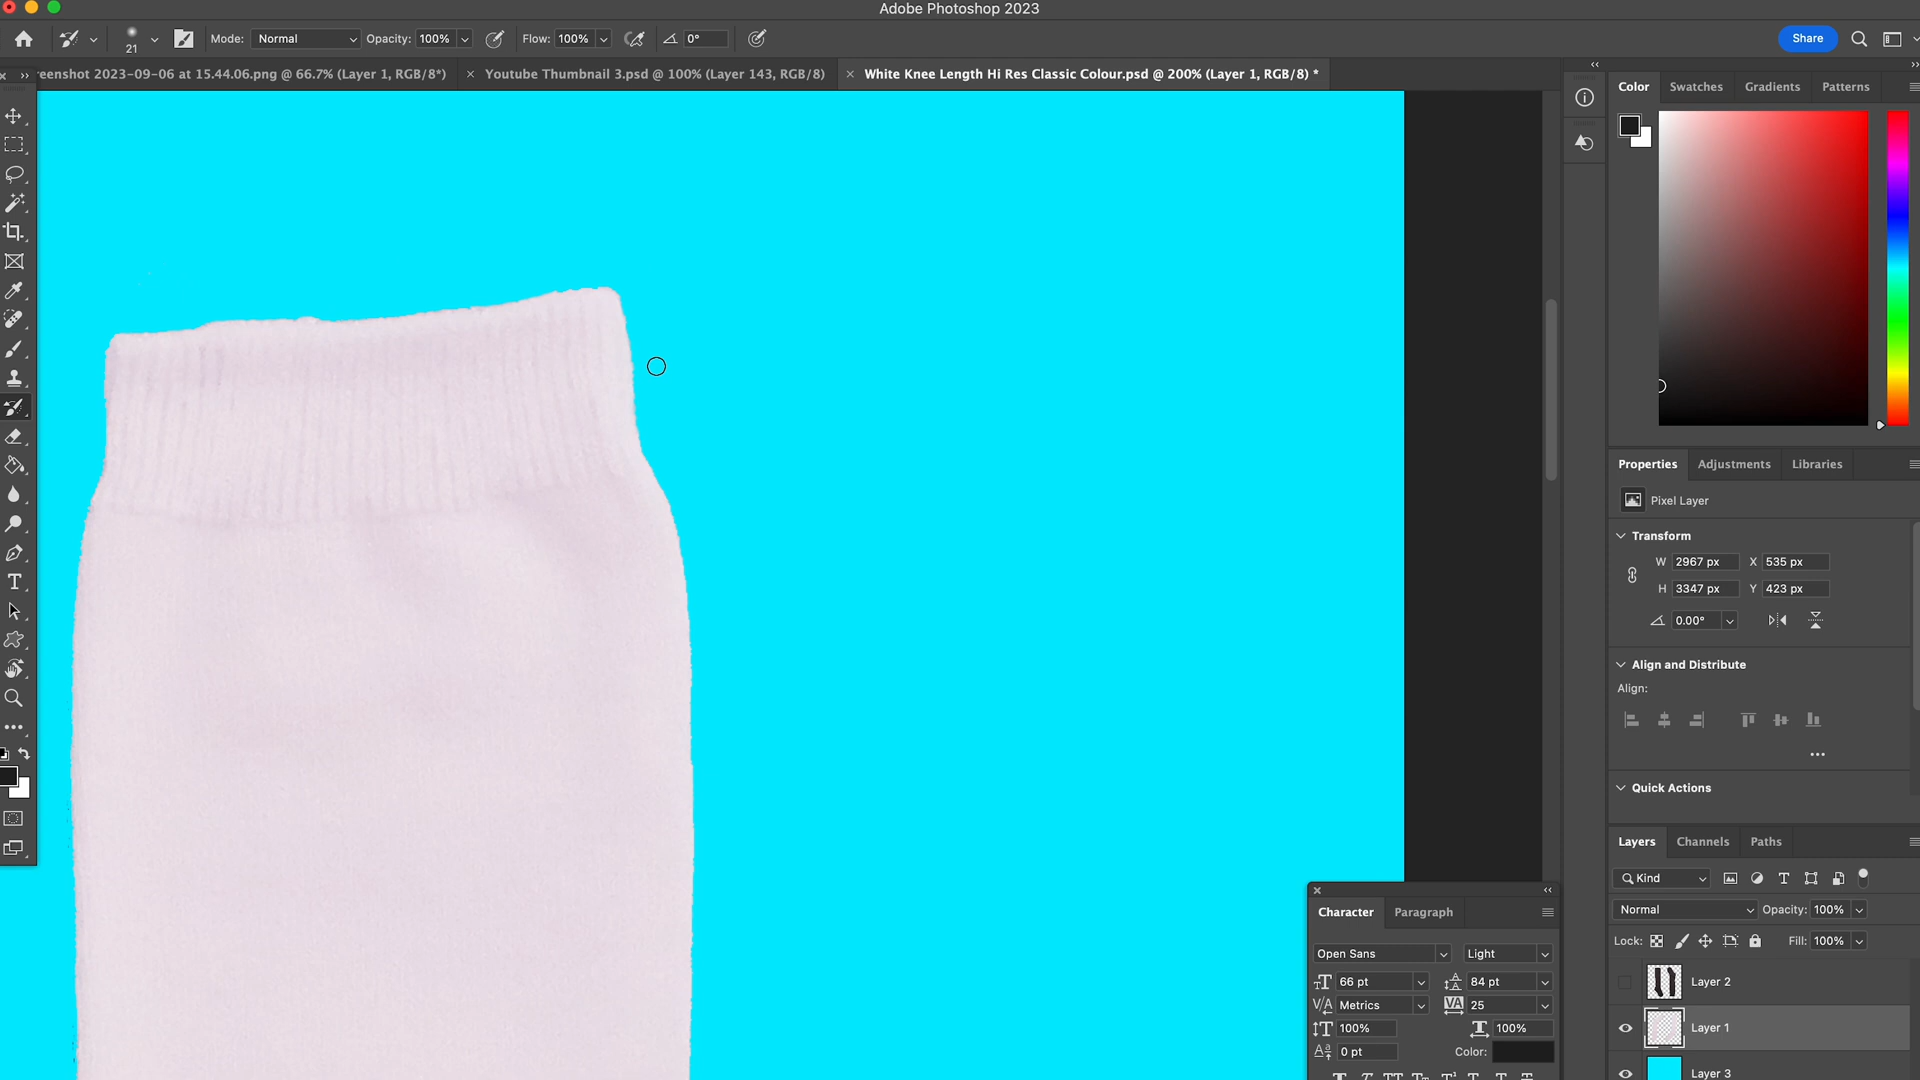 Adobe Photoshop 2023
21
Mode: Normal Opacity: 100% Flow: 100% 0° Share
eenshot 2023-09-06 at 15.44.06.png @ 66.7% (Layer 1, RGB/8*)
Youtube Thumbnail 3.psd @ 100% (Layer 143, RGB/8)
White Knee Length Hi Res Classic Colour.psd @ 200% (Layer 1, RGB/8) *
Color Swatches Gradients Patterns
Properties Adjustments Libraries
Pixel Layer
Transform
W 2967 px X 535 px
H 3347 px Y 423 px
0.00°
Align and Distribute
Align:
Quick Actions
Layers Channels Paths
Kind
Normal Opacity: 100%
Lock: Fill: 100%
Layer 2
Layer 1
Layer 3
Character Paragraph
Open Sans Light
66 pt 84 pt
Metrics 25
100% 100%
0 pt Color: